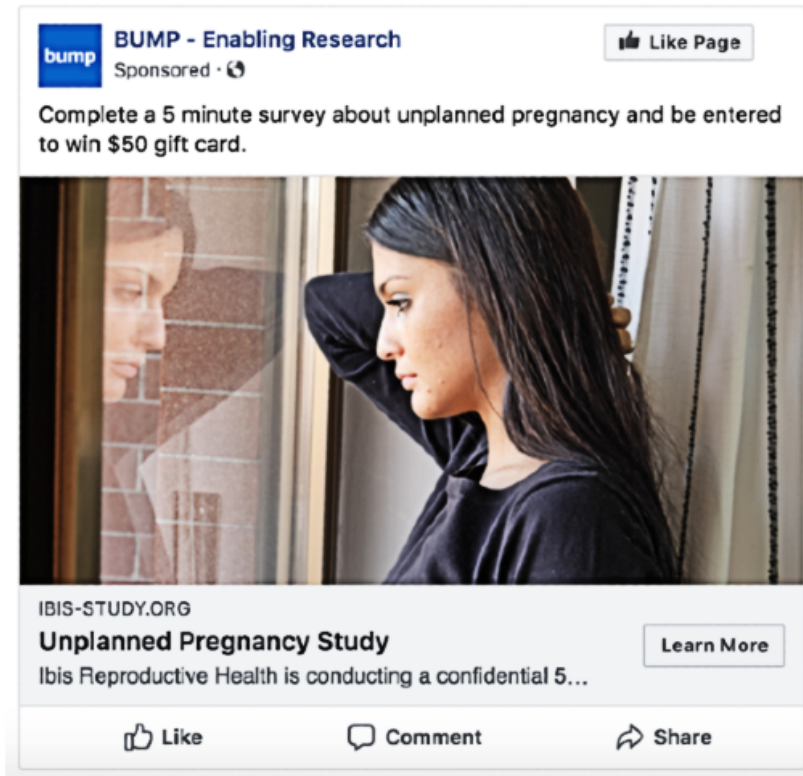 bump
BUMP - Enabling Research
Sponsored ·
Like Page
Complete a 5 minute survey about unplanned pregnancy and be entered
to win $50 gift card.
IBIS-STUDY.ORG
Unplanned Pregnancy Study
Learn More
Ibis Reproductive Health is conducting a confidential 5...
Like
Comment
Share